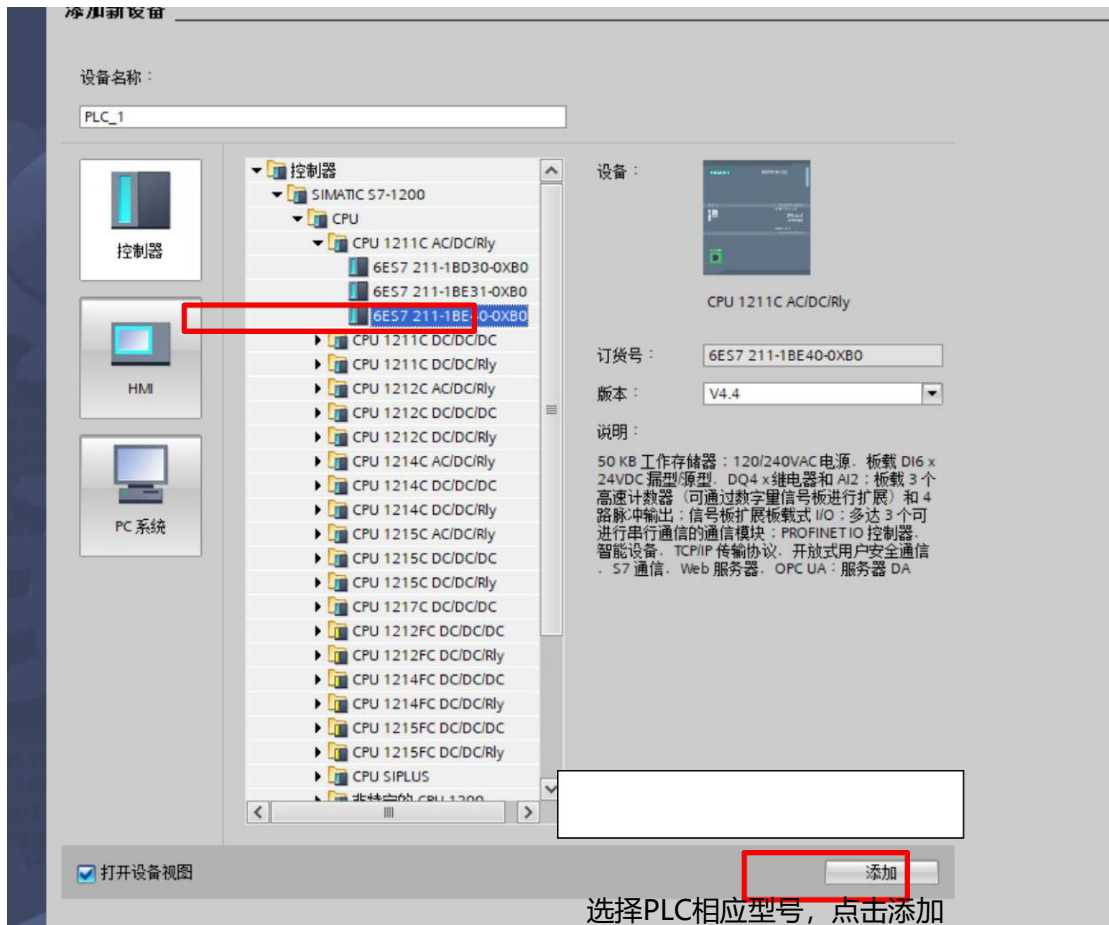 添加新设备
设备名称：
PLC_1
控制器
HMI
PC 系统
控制器
SIMATIC S7-1200
CPU
CPU 1211C AC/DC/Rly
6ES7 211-1BD30-0XB0
6ES7 211-1BE31-0XB0
6ES7 211-1BE40-0XB0
CPU 1211C DC/DC/DC
CPU 1211C DC/DC/Rly
CPU 1212C AC/DC/Rly
CPU 1212C DC/DC/DC
CPU 1212C DC/DC/Rly
CPU 1214C AC/DC/Rly
CPU 1214C DC/DC/DC
CPU 1214C DC/DC/Rly
CPU 1215C AC/DC/Rly
CPU 1215C DC/DC/DC
CPU 1215C DC/DC/Rly
CPU 1217C DC/DC/DC
CPU 1212FC DC/DC/DC
CPU 1212FC DC/DC/Rly
CPU 1214FC DC/DC/DC
CPU 1214FC DC/DC/Rly
CPU 1215FC DC/DC/DC
CPU 1215FC DC/DC/Rly
CPU SIPLUS
非特定的 CPU 1200
设备：
SIEMENS
CPU 1211C AC/DC/Rly
订货号：
6ES7 211-1BE40-0XB0
版本：
V4.4
说明：
50 KB 工作存储器；120/240VAC 电源，板载 DI6 x
24VDC 漏型/源型，DQ4 x 继电器和 AI2；板载 3 个
高速计数器（可通过数字量信号板进行扩展）和 4
路脉冲输出；信号板扩展板载式 I/O；多达 3 个可
进行串行通信的通信模块；PROFINET IO 控制器，
智能设备，TCP/IP 传输协议，开放式用户安全通信
，S7 通信，Web 服务器，OPC UA：服务器 DA
打开设备视图
添加
选择PLC相应型号，点击添加